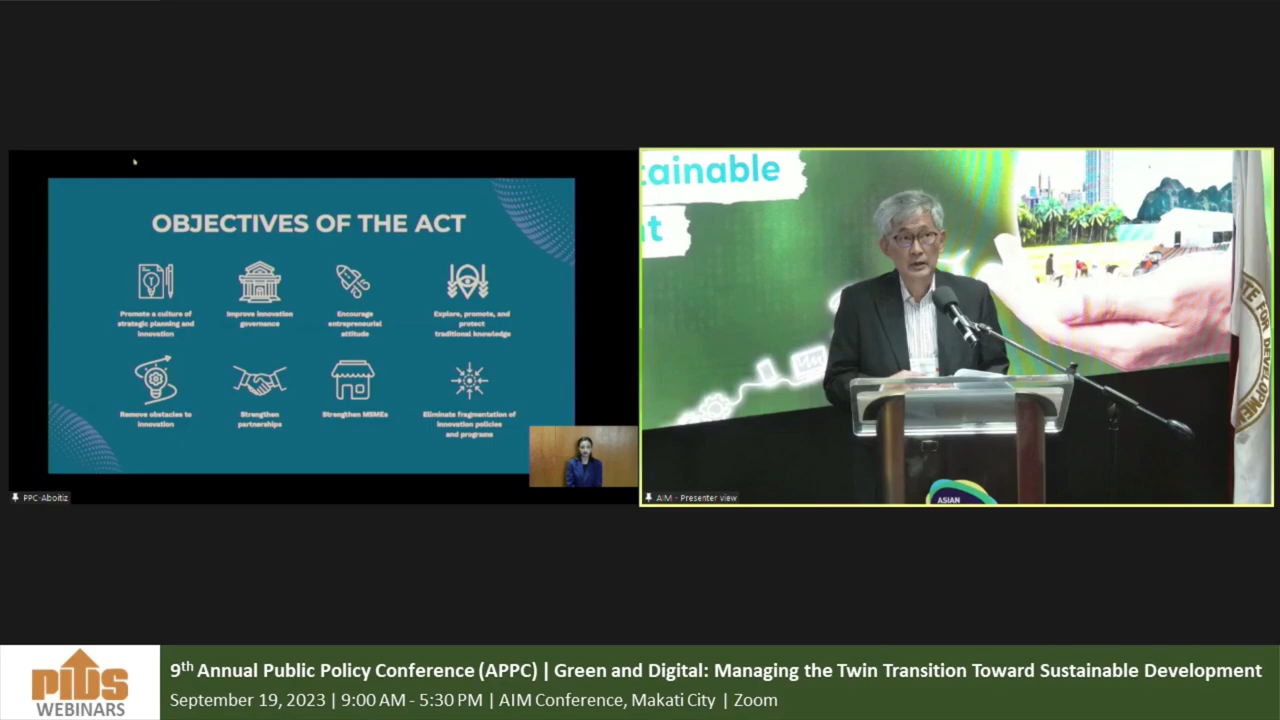 OBJECTIVES OF THE ACT
Promote a culture of
strategic planning and
innovation
Improve innovation
governance
Encourage
entrepreneurial
attitude
Explore, promote, and
protect
traditional knowledge
Remove obstacles to
innovation
Strengthen
partnerships
Strengthen MSMEs
Eliminate fragmentation of
innovation policies
and programs
PPC-Aboitiz
tainable
t
TE FOR DEVELOPMEN
ASIAN
AIM - Presenter view
PIDS
WEBINARS
9th Annual Public Policy Conference (APPC) | Green and Digital: Managing the Twin Transition Toward Sustainable Development
September 19, 2023 | 9:00 AM - 5:30 PM | AIM Conference, Makati City | Zoom